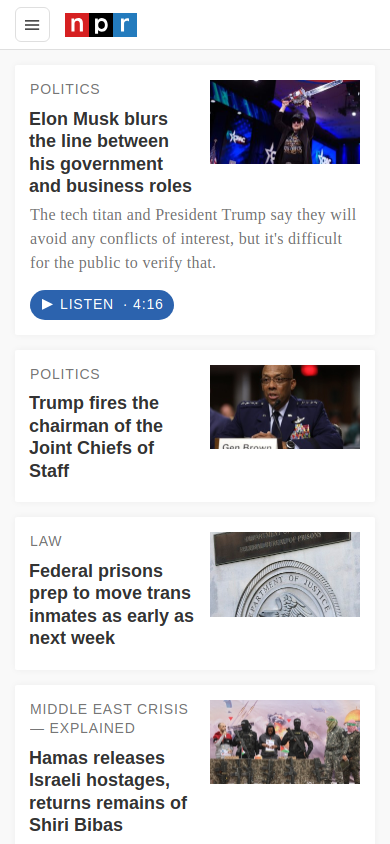 npr
POLITICS
Elon Musk blurs
the line between
his government
and business roles
The tech titan and President Trump say they will
avoid any conflicts of interest, but it's difficult
for the public to verify that.
LISTEN · 4:16
CPAC
POLITICS
Trump fires the
chairman of the
Joint Chiefs of
Staff
Gen Brown
LAW
Federal prisons
prep to move trans
inmates as early as
next week
DEPARTMENT OF JUSTICE
MIDDLE EAST CRISIS
— EXPLAINED
Hamas releases
Israeli hostages,
returns remains of
Shiri Bibas